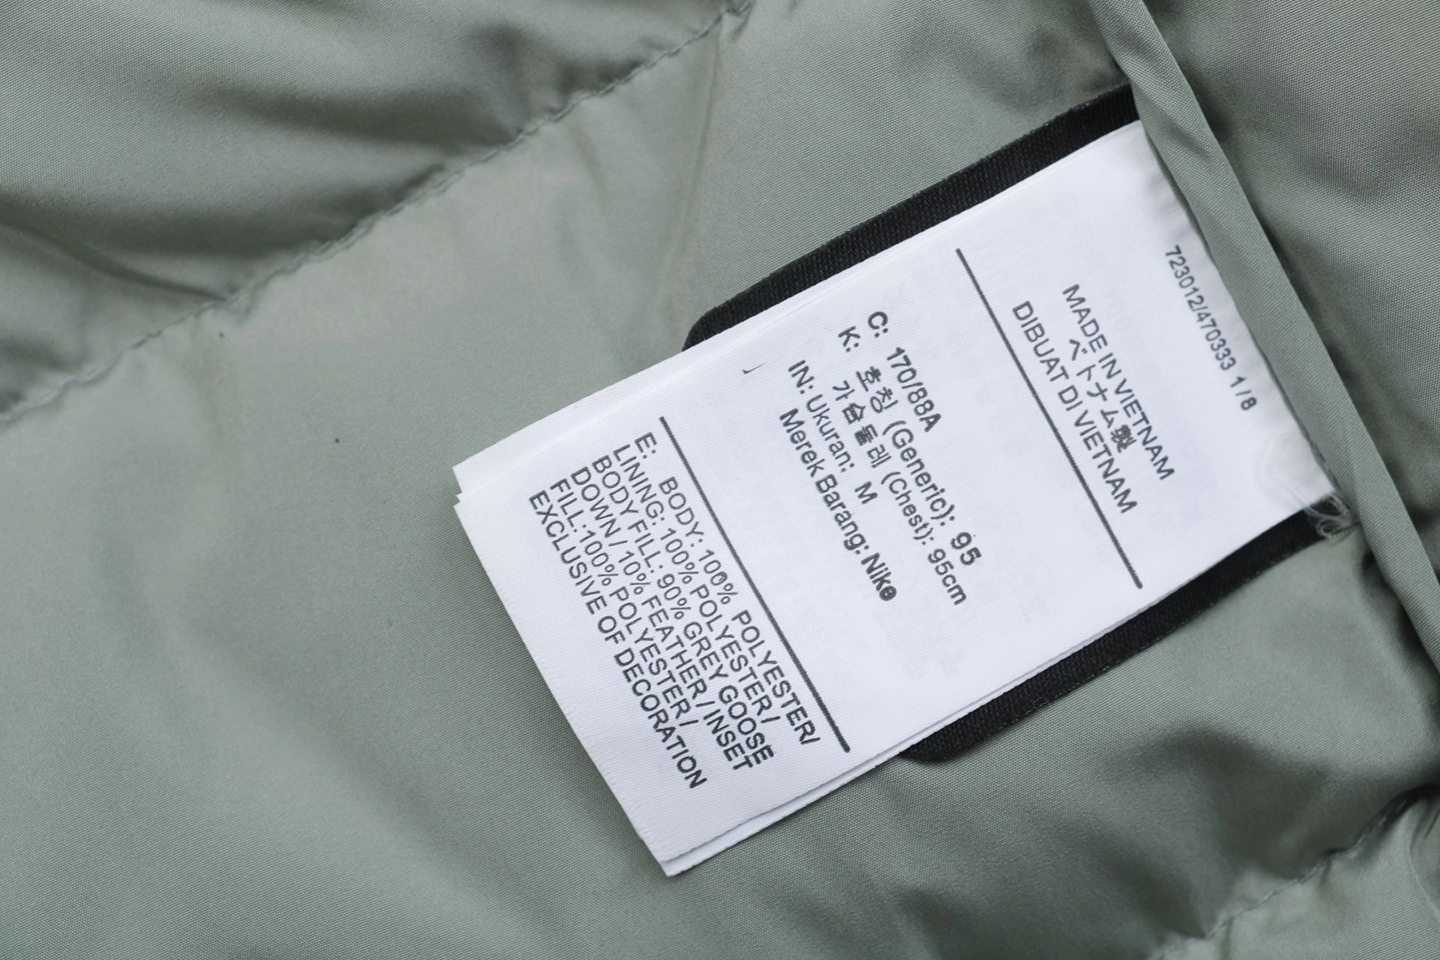 723012/470333 1/8
MADE IN VIETNAM
ベトナム製
DIBUAT DI VIETNAM
C: 170/88A
K: 호칭 (Generic): 95
가슴둘레 (Chest): 95cm
IN: Ukuran: M
Merek Barang: Nike
E: BODY: 100% POLYESTER/
LINING: 100% POLYESTER/
BODY FILL: 90% GREY GOOSE
DOWN / 10% FEATHER / INSET
FILL:100% POLYESTER/
EXCLUSIVE OF DECORATION